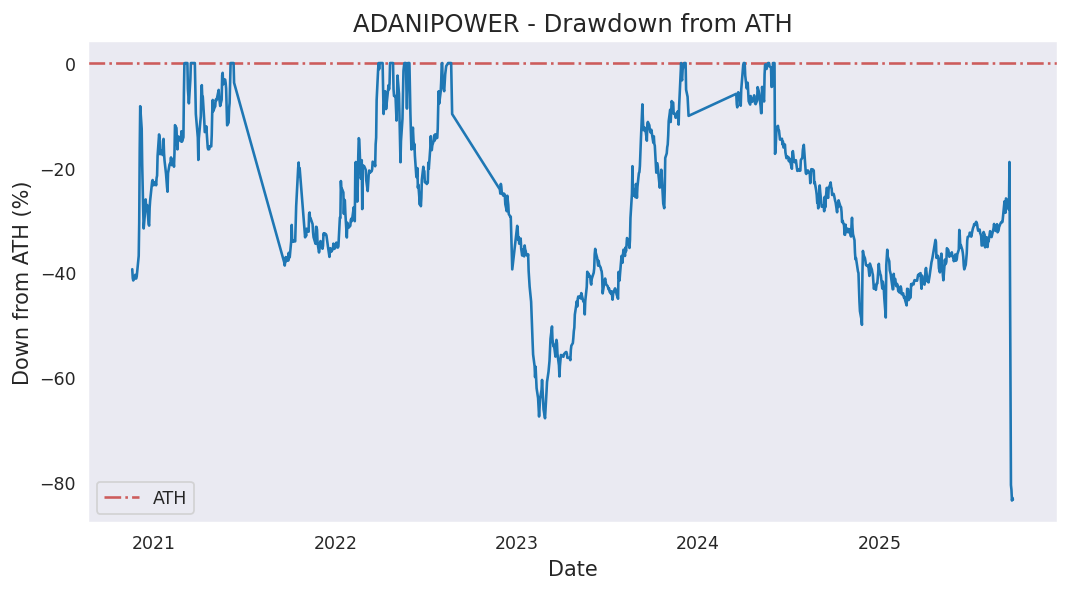 ADANIPOWER - Drawdown from ATH
Down from ATH (%)
0
−20
−40
−60
−80
ATH
2021 2022 2023 2024 2025
Date